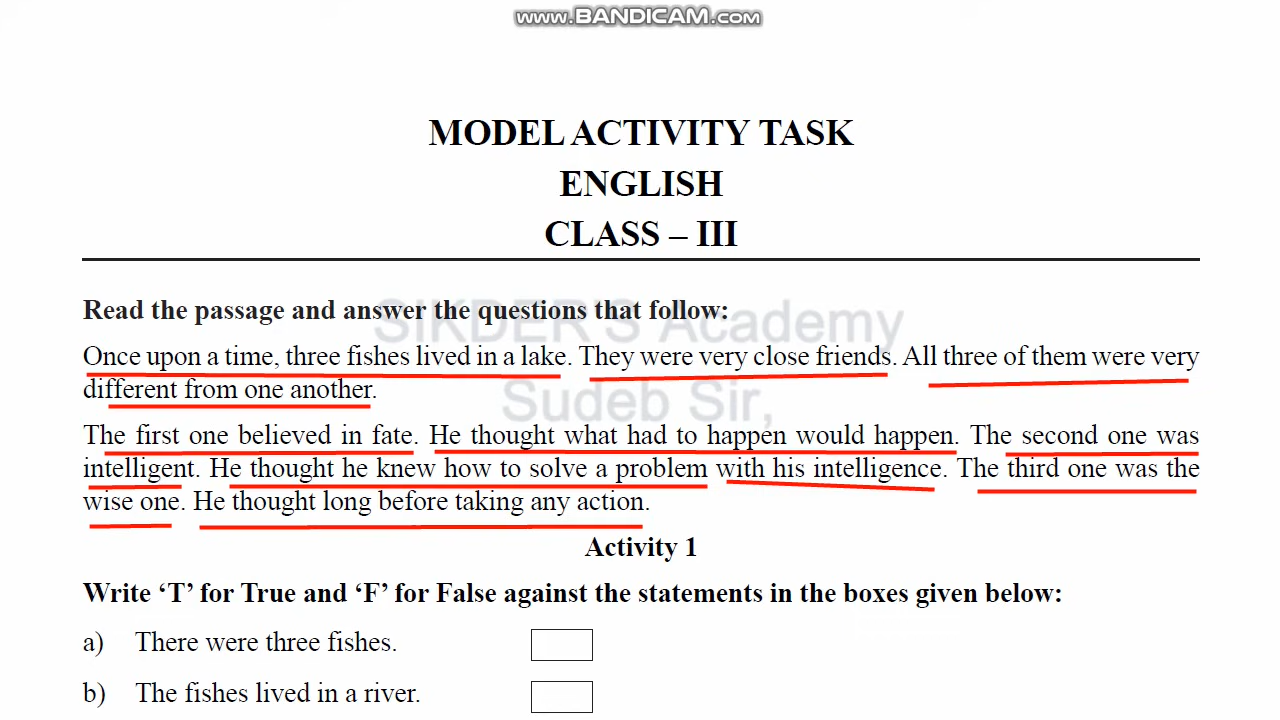 www.BANDICAM.com
MODEL ACTIVITY TASK
ENGLISH
CLASS – III
SIKDER'S Academy
Read the passage and answer the questions that follow:
Once upon a time, three fishes lived in a lake. They were very close friends. All three of them were very
different from one another.
Sudeb Sir,
The first one believed in fate. He thought what had to happen would happen. The second one was
intelligent. He thought he knew how to solve a problem with his intelligence. The third one was the
wise one. He thought long before taking any action.
Activity 1
Write ‘T’ for True and ‘F’ for False against the statements in the boxes given below:
a) There were three fishes.
b) The fishes lived in a river.